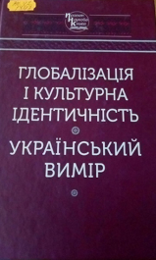 ГЛОБАЛІЗАЦІЯ
І КУЛЬТУРНА
ІДЕНТИЧНІСТЬ
УКРАЇНСЬКИЙ
ВИМІР